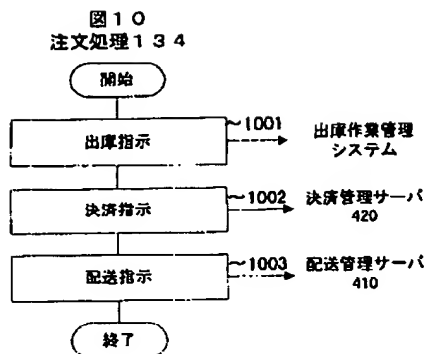 図１０
注文処理１３４
開始
出庫指示
1001
出庫作業管理
システム
決済指示
1002
決済管理サーバ
420
配送指示
1003
配送管理サーバ
410
終了